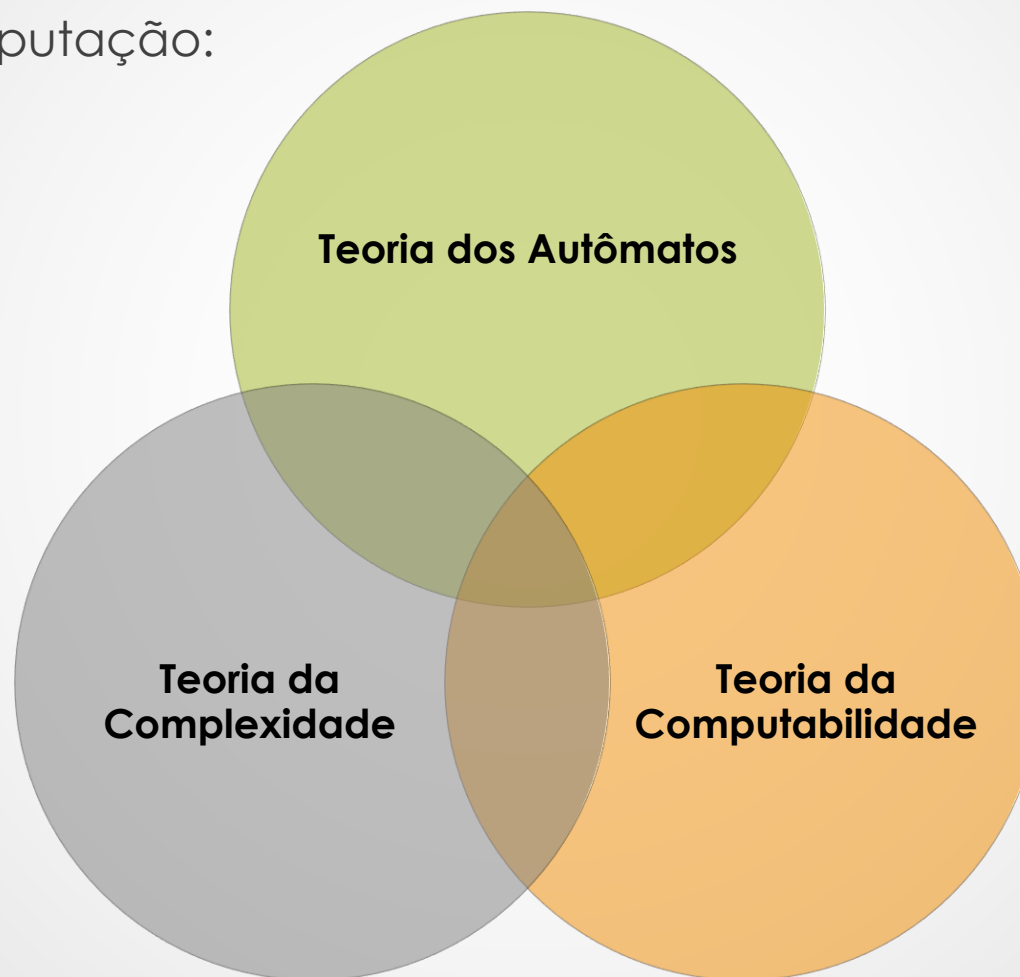 putação:
Teoria dos Autômatos
Teoria da
Complexidade
Teoria da
Computabilidade